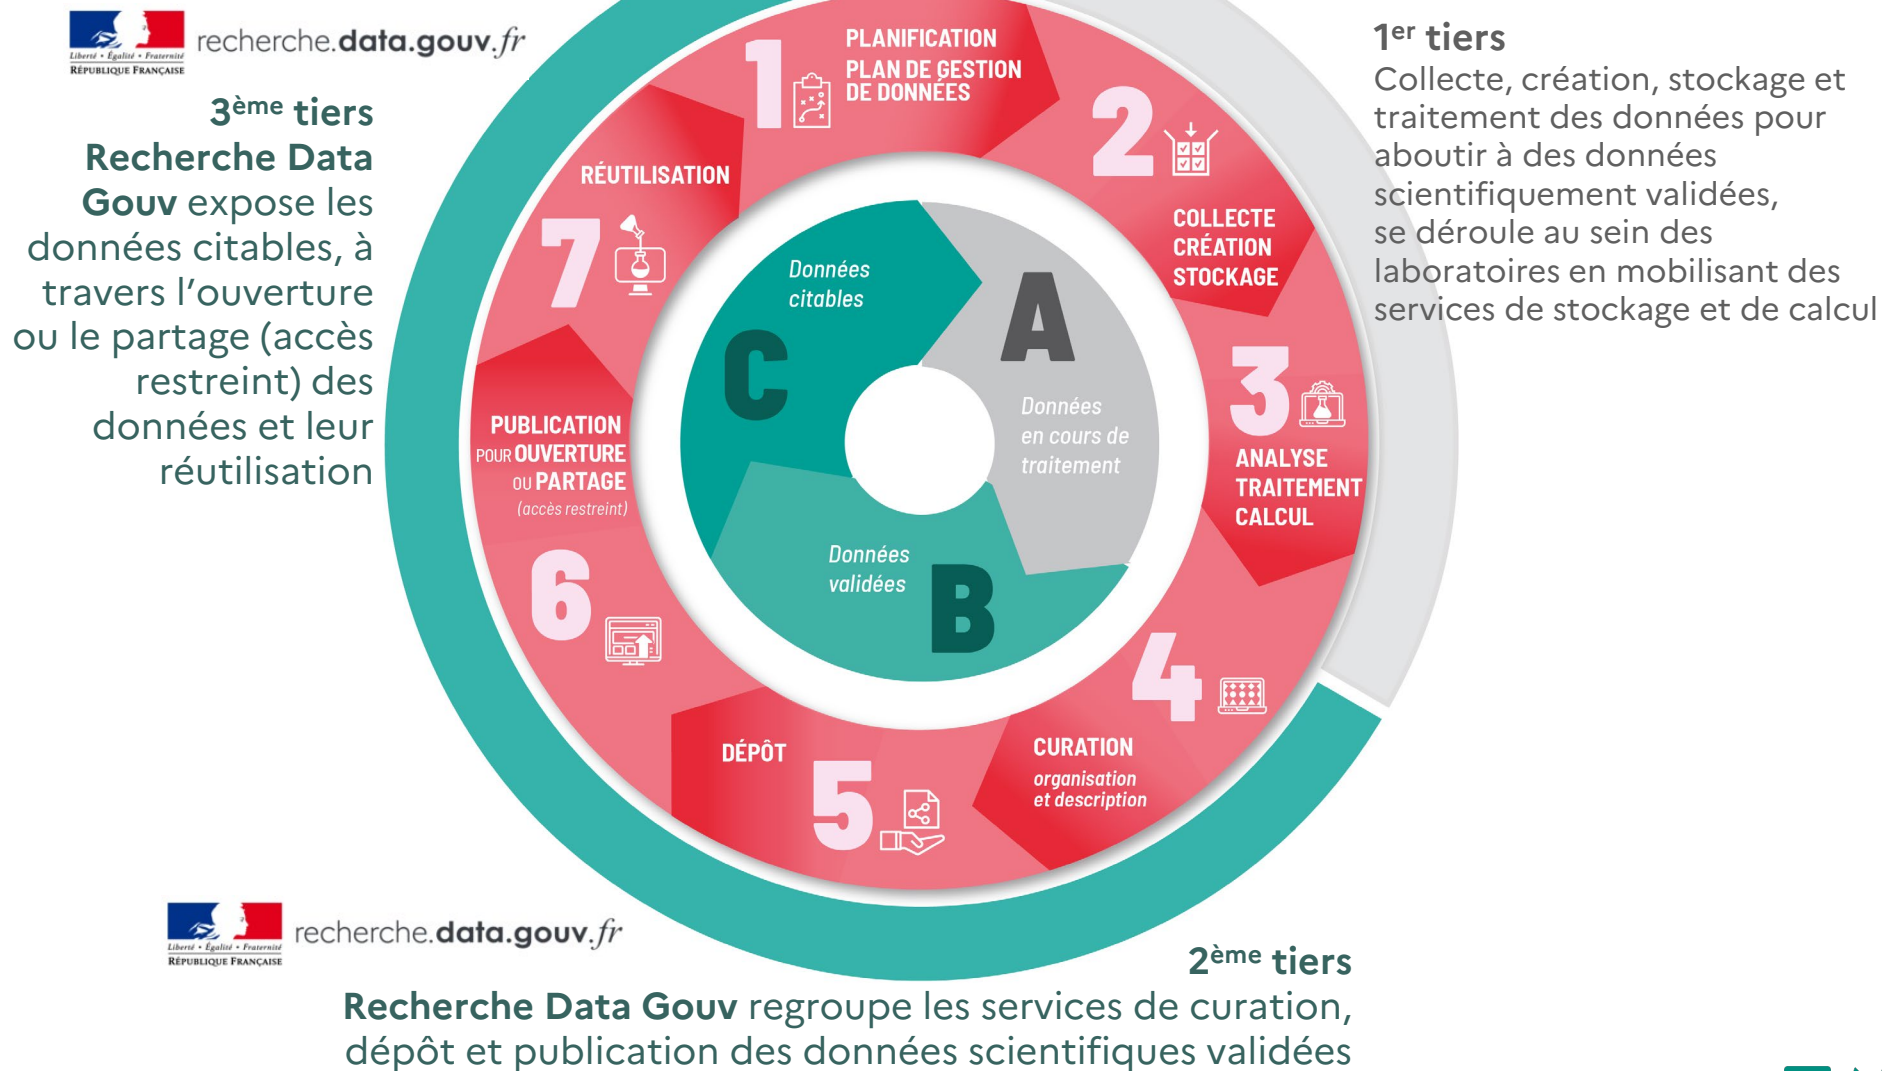 Liberté • Égalité • Fraternité
RÉPUBLIQUE FRANÇAISE
recherche.data.gouv.fr
3ème tiers
Recherche Data
Gouv expose les
données citables, à
travers l'ouverture
ou le partage (accès
restreint) des
données et leur
réutilisation
1
PLANIFICATION
PLAN DE GESTION
DE DONNÉES
2
COLLECTE
CRÉATION
STOCKAGE
3
ANALYSE
TRAITEMENT
CALCUL
4
CURATION
organisation
et description
5
DÉPÔT
6
PUBLICATION
POUR OUVERTURE
OU PARTAGE
(accès restreint)
7
RÉUTILISATION
A
Données
en cours de
traitement
B
Données
validées
C
Données
citables
1er tiers
Collecte, création, stockage et
traitement des données pour
aboutir à des données
scientifiquement validées,
se déroule au sein des
laboratoires en mobilisant des
services de stockage et de calcul
Liberté • Égalité • Fraternité
RÉPUBLIQUE FRANÇAISE
recherche.data.gouv.fr
2ème tiers
Recherche Data Gouv regroupe les services de curation,
dépôt et publication des données scientifiques validées